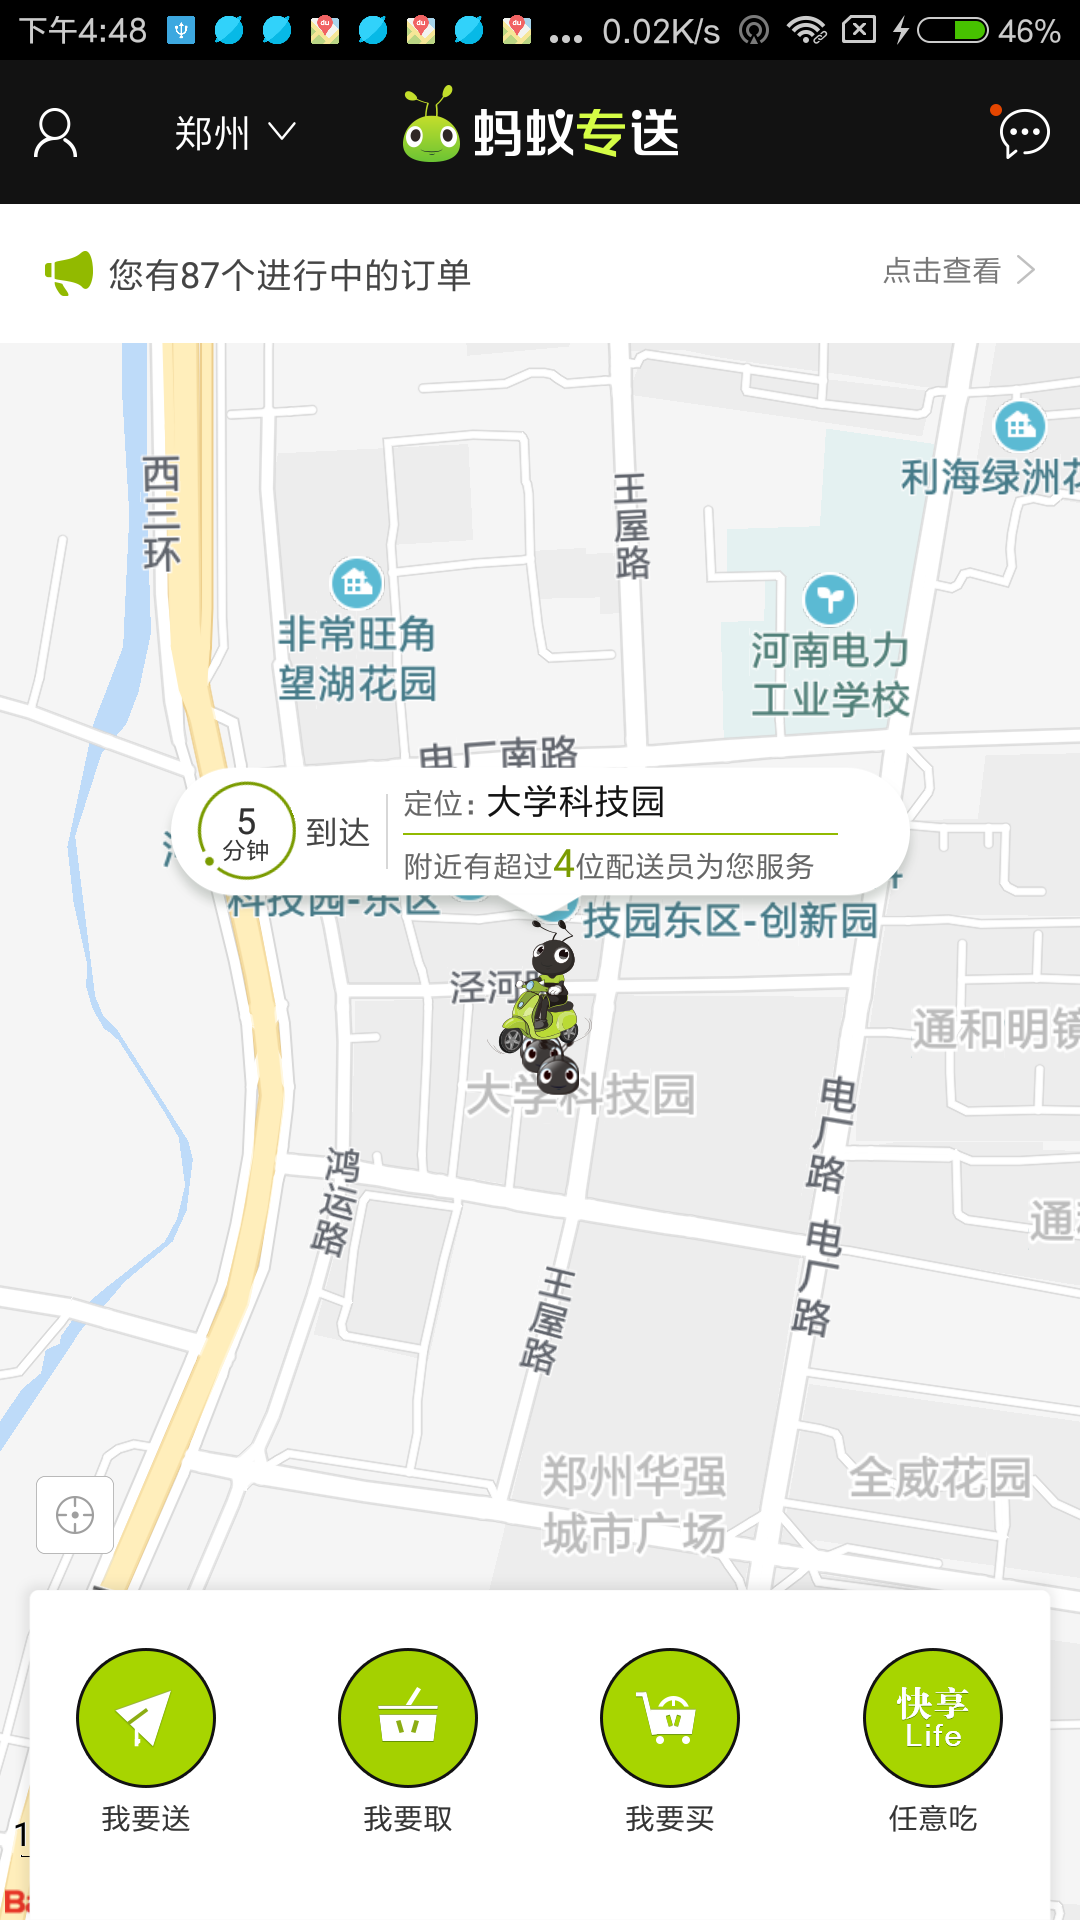 下午4:48
... 0.02K/s
46%
郑州
蚂蚁专送
您有87个进行中的订单
点击查看
西三环
王屋路
利海绿洲花
非常旺角
望湖花园
河南电力
工业学校
电厂南路
5
分钟
到达
定位: 大学科技园
附近有超过4位配送员为您服务
科技园-东区
技园东区-创新园
泾河
通和明镜
大学科技园
电厂路
鸿运路
通
电厂路
王屋路
郑州华强
城市广场
全威花园
快享
Life
我要送
我要取
我要买
任意吃
1
Ba